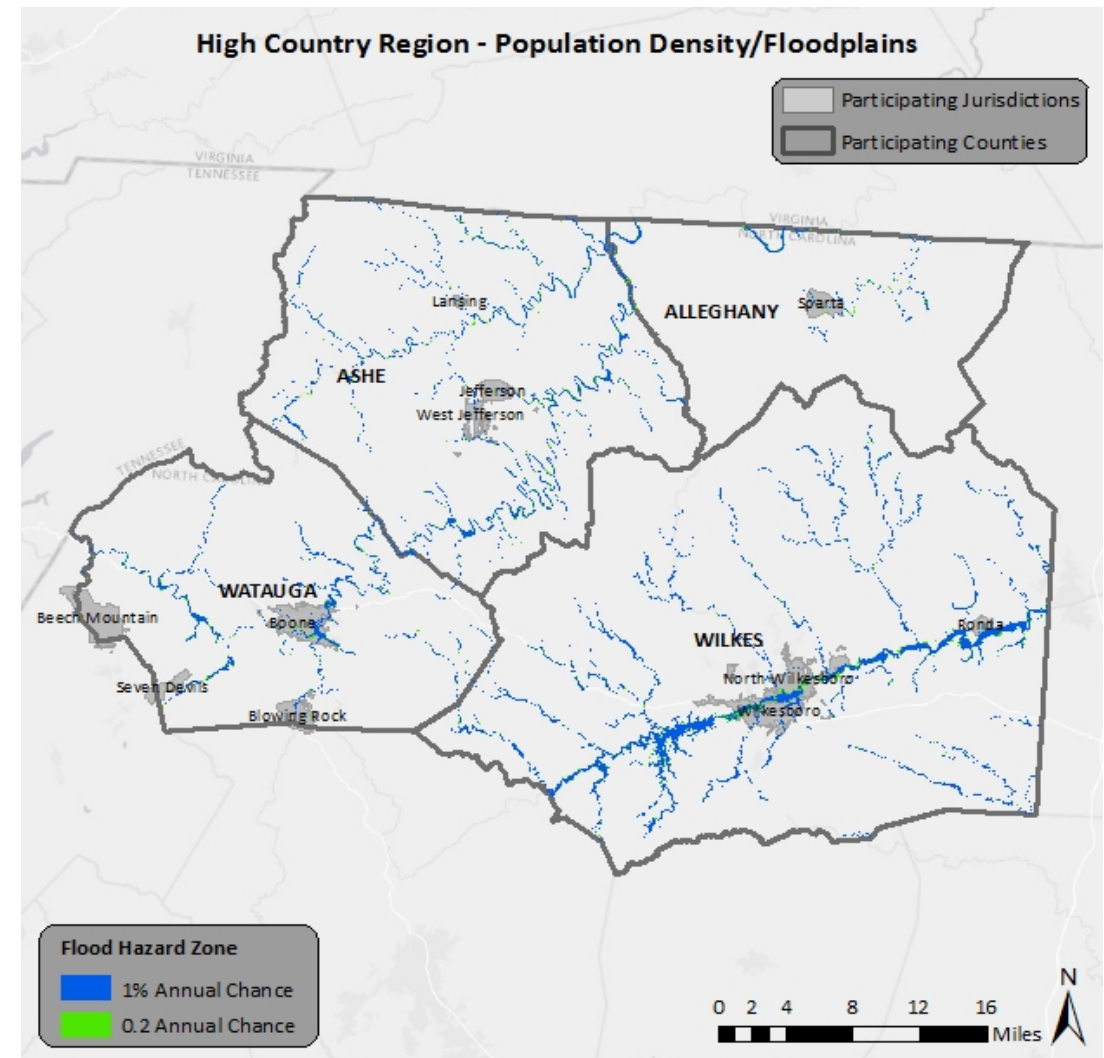 High Country Region - Population Density/Floodplains
Participating Jurisdictions
Participating Counties
VIRGINIA
TENNESSEE
VIRGINIA
NORTH CAROLINA
Lansing
Sparta
ALLEGHANY
ASHE
Jefferson
West Jefferson
TENNESSEE
NORTH CAROLINA
WATAUGA
Beech Mountain
Boone
Ronda
WILKES
North Wilkesboro
Seven Devils
Wilkesboro
Blowing Rock
Flood Hazard Zone
1% Annual Chance
0.2 Annual Chance
N
0 2 4 8 12 16
Miles